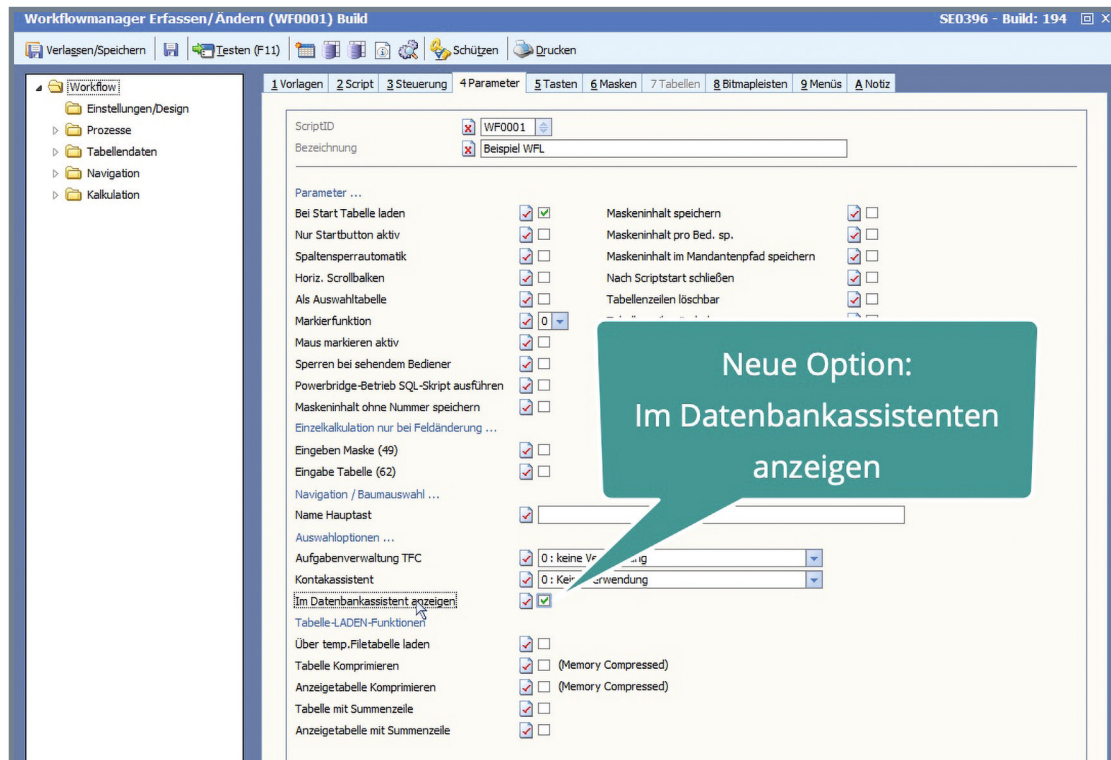 Workflowmanager Erfassen/Ändern (WF0001) Build SE0396 - Build: 194
Verlassen/Speichern Testen (F11) Schützen Drucken
Workflow
Einstellungen/Design
Prozesse
Tabellendaten
Navigation
Kalkulation
1 Vorlagen 2 Script 3 Steuerung 4 Parameter 5 Tasten 6 Masken 7 Tabellen 8 Bitmapleisten 9 Menüs A Notiz
ScriptID WF0001
Bezeichnung Beispiel WFL
Parameter ...
Bei Start Tabelle laden Maskeninhalt speichern
Nur Startbutton aktiv Maskeninhalt pro Bed. sp.
Spaltensperrautomatik Maskeninhalt im Mandantenpfad speichern
Horiz. Scrollbalken Nach Scriptstart schließen
Als Auswahltabelle Tabellenzeilen löschbar
Markierfunktion 0
Maus markieren aktiv
Sperren bei sehendem Bediener
Powerbridge-Betrieb SQL-Skript ausführen
Maskeninhalt ohne Nummer speichern
Einzelkalkulation nur bei Feldänderung ...
Eingeben Maske (49)
Eingabe Tabelle (62)
Navigation / Baumauswahl ...
Name Hauptast
Auswahloptionen ...
Aufgabenverwaltung TFC 0 : keine
Kontakassistent 0 :
Im Datenbankassistent anzeigen
Tabelle-LADEN-Funktionen
Über temp.Filetabelle laden
Tabelle Komprimieren (Memory Compressed)
Anzeigetabelle Komprimieren (Memory Compressed)
Tabelle mit Summenzeile
Anzeigetabelle mit Summenzeile
Neue Option:
Im Datenbankassistenten
anzeigen